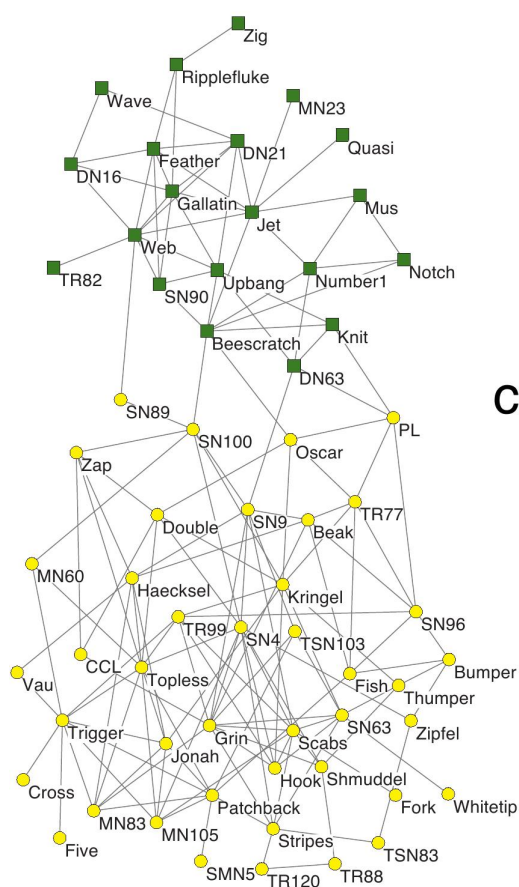 Zig
Ripplefluke
Wave
MN23
Quasi
Feather
DN21
DN16
Gallatin
Mus
Jet
Web
TR82
SN90
Upbang
Number1
Notch
Beescratch
Knit
DN63
C
SN89
SN100
Oscar
PL
Zap
Double
SN9
Beak
TR77
MN60
Haecksel
Kringel
TR99
SN4
TSN103
SN96
CCL
Topless
Vau
Fish
Bumper
Thumper
Trigger
Grin
Scabs
SN63
Zipfel
Jonah
Hook
Shmuddel
Cross
MN83
MN105
Patchback
Fork
Whitetip
Five
Stripes
TSN83
SMN5
TR120
TR88